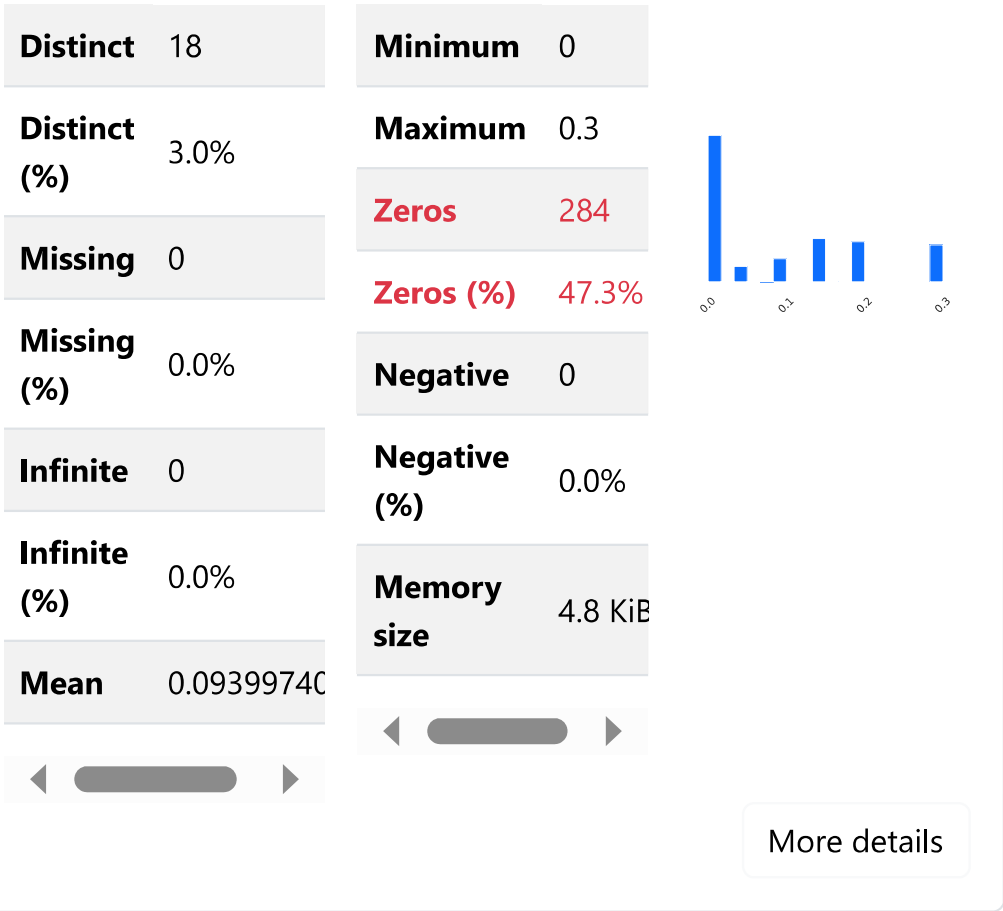 Distinct 18
Distinct
(%) 3.0%
Missing 0
Missing
(%) 0.0%
Infinite 0
Infinite
(%) 0.0%
Mean 0.09399740
Minimum 0
Maximum 0.3
Zeros 284
Zeros (%) 47.3%
Negative 0
Negative
(%) 0.0%
Memory
size 4.8 KiB
0.0 0.1 0.2 0.3
More details